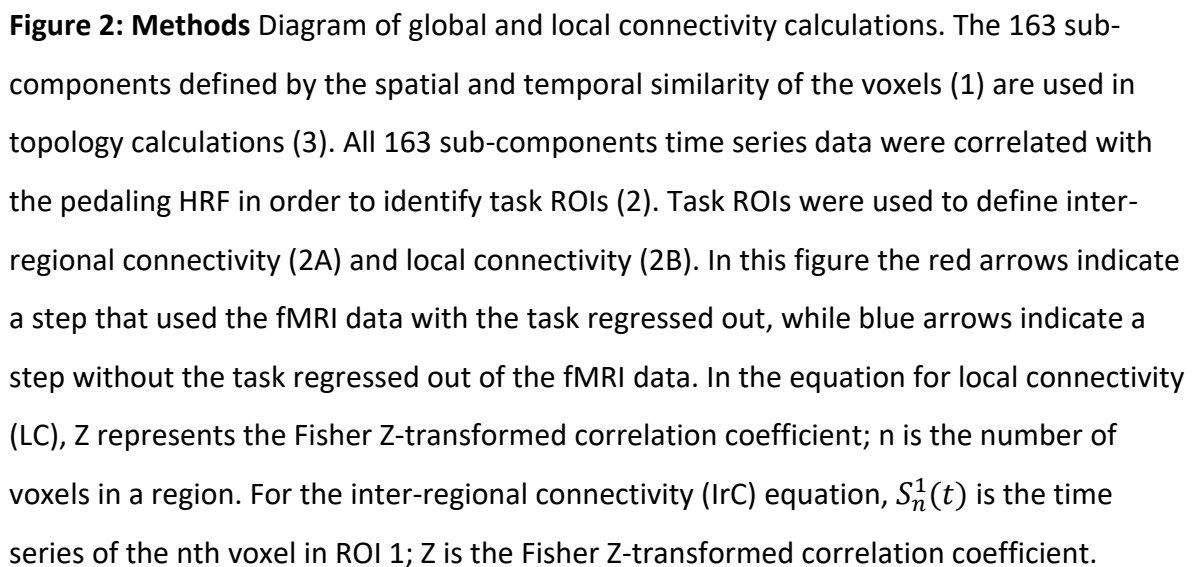 Figure 2: Methods Diagram of global and local connectivity calculations. The 163 sub-
components defined by the spatial and temporal similarity of the voxels (1) are used in
topology calculations (3). All 163 sub-components time series data were correlated with
the pedaling HRF in order to identify task ROIs (2). Task ROIs were used to define inter-
regional connectivity (2A) and local connectivity (2B). In this figure the red arrows indicate
a step that used the fMRI data with the task regressed out, while blue arrows indicate a
step without the task regressed out of the fMRI data. In the equation for local connectivity
(LC), Z represents the Fisher Z-transformed correlation coefficient; n is the number of
voxels in a region. For the inter-regional connectivity (IrC) equation, $S_n^1(t)$ is the time
series of the nth voxel in ROI 1; Z is the Fisher Z-transformed correlation coefficient.